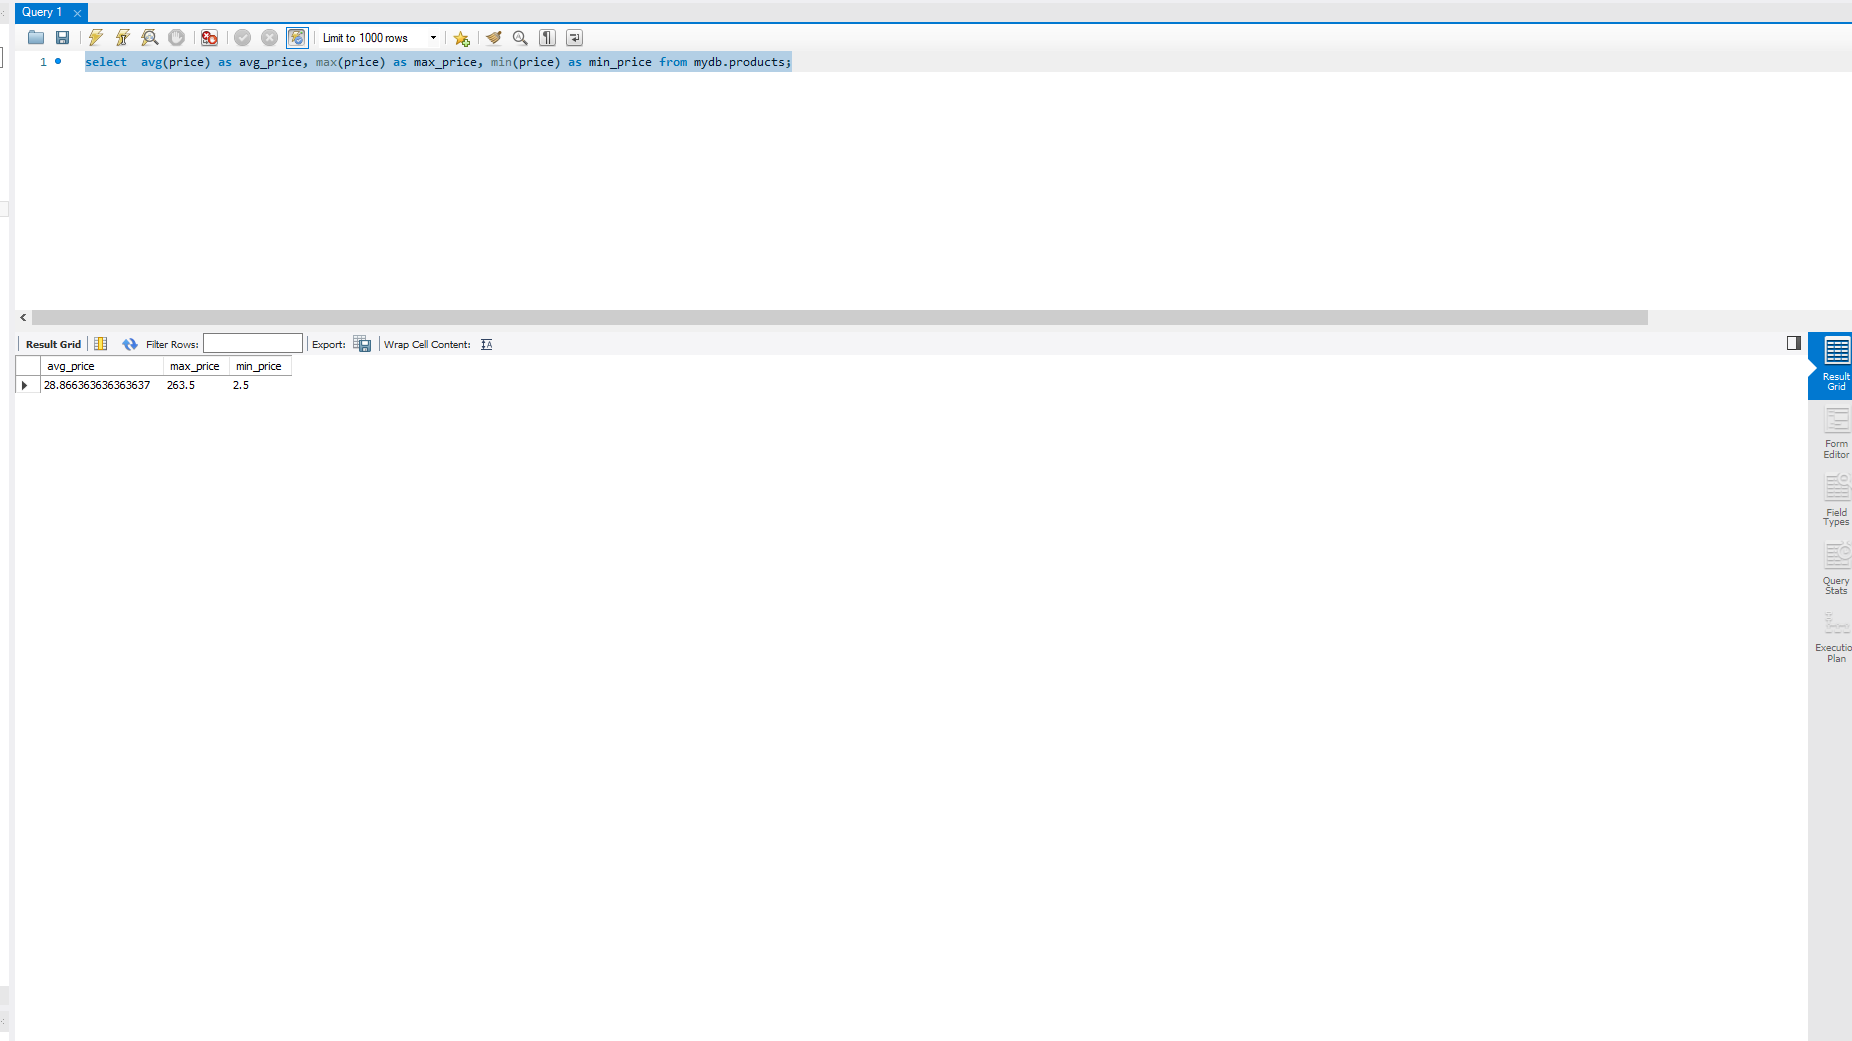 Query 1
Limit to 1000 rows
1 select  avg(price) as avg_price, max(price) as max_price, min(price) as min_price from mydb.products;
Result Grid Filter Rows: Export: Wrap Cell Content:
avg_price max_price min_price
28.866363636363637 263.5 2.5
Result
Grid
Form
Editor
Field
Types
Query
Stats
Executio
Plan